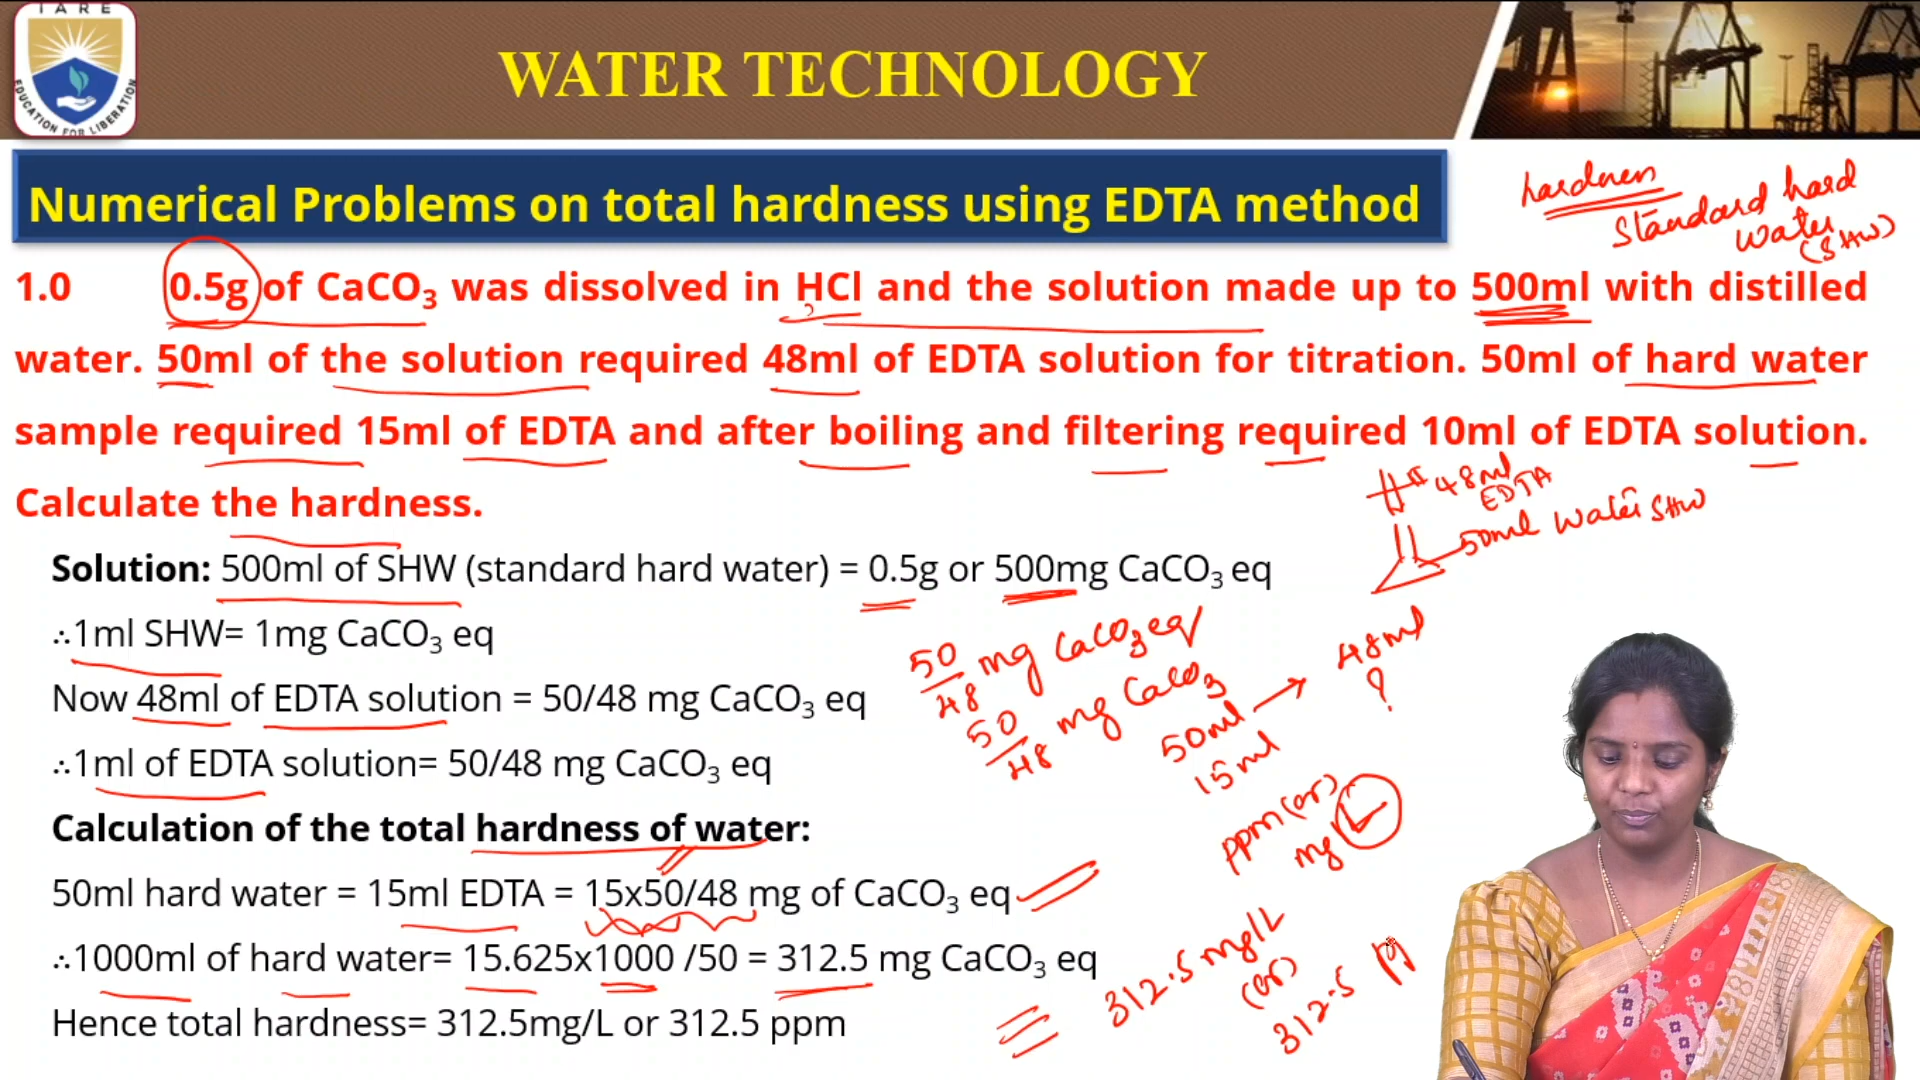 IARE
EDUCATION FOR LIBERATION
WATER TECHNOLOGY
Numerical Problems on total hardness using EDTA method
hardness
Standard hard
water
(SHW)
1.0 0.5g of CaCO₃ was dissolved in HCl and the solution made up to 500ml with distilled
water. 50ml of the solution required 48ml of EDTA solution for titration. 50ml of hard water
sample required 15ml of EDTA and after boiling and filtering required 10ml of EDTA solution.
Calculate the hardness.
48ml
EDTA
50ml water SHW
Solution: 500ml of SHW (standard hard water) = 0.5g or 500mg CaCO₃ eq
∴1ml SHW= 1mg CaCO₃ eq
50/48 mg CaCO₃ eq
48ml
?
Now 48ml of EDTA solution = 50/48 mg CaCO₃ eq
50/48 mg CaCO₃
50ml
15ml
∴1ml of EDTA solution= 50/48 mg CaCO₃ eq
ppm (or)
mg/L
Calculation of the total hardness of water:
50ml hard water = 15ml EDTA = 15x50/48 mg of CaCO₃ eq
∴1000ml of hard water= 15.625x1000 /50 = 312.5 mg CaCO₃ eq
312.5 mg/L
(or)
312.5 p
Hence total hardness= 312.5mg/L or 312.5 ppm